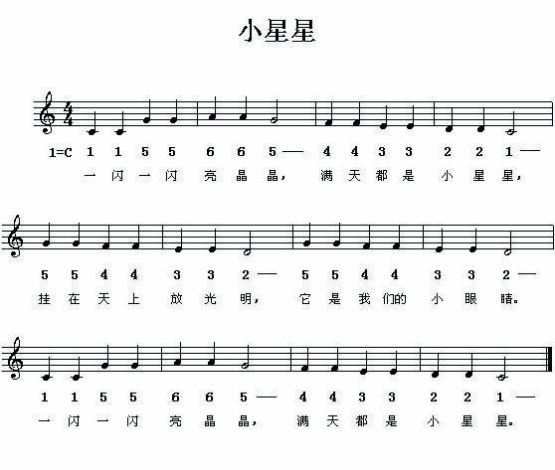 小星星
4
4
1=C 1 1 5 5 6 6 5 — 4 4 3 3 2 2 1 —
一 闪 一 闪 亮 晶 晶, 满 天 都 是 小 星 星,
5 5 4 4 3 3 2 — 5 5 4 4 3 3 2 —
挂 在 天 上 放 光 明, 它 是 我 们的 小 眼 睛。
1 1 5 5 6 6 5 — 4 4 3 3 2 2 1 —
一 闪 一 闪 亮 晶 晶, 满 天 都 是 小 星 星。